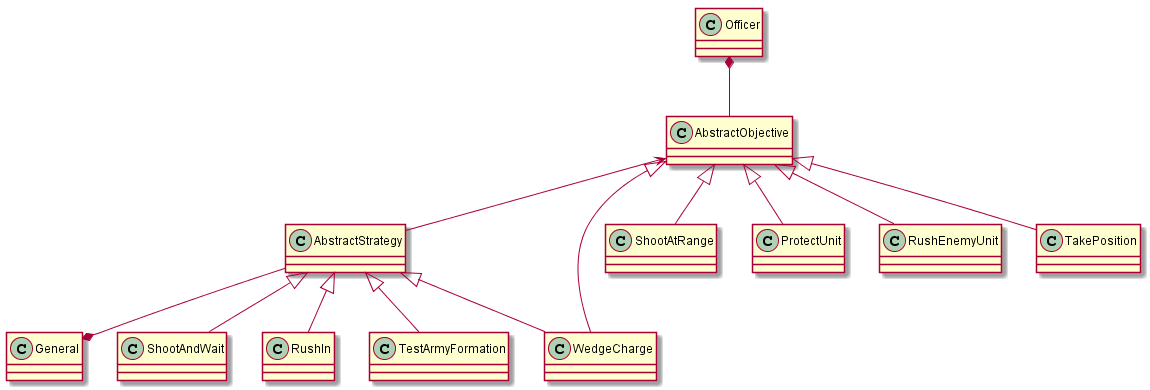 C Officer
C AbstractObjective
C AbstractStrategy
C ShootAtRange
C ProtectUnit
C RushEnemyUnit
C TakePosition
C General
C ShootAndWait
C RushIn
C TestArmyFormation
C WedgeCharge